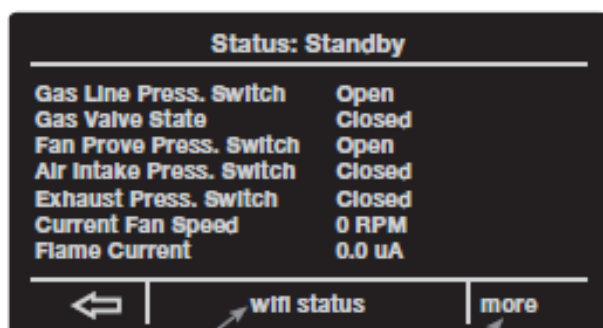 Status: Standby
Gas Line Press. Switch Open
Gas Valve State Closed
Fan Prove Press. Switch Open
Air Intake Press. Switch Closed
Exhaust Press. Switch Closed
Current Fan Speed 0 RPM
Flame Current 0.0 uA
wifi status more